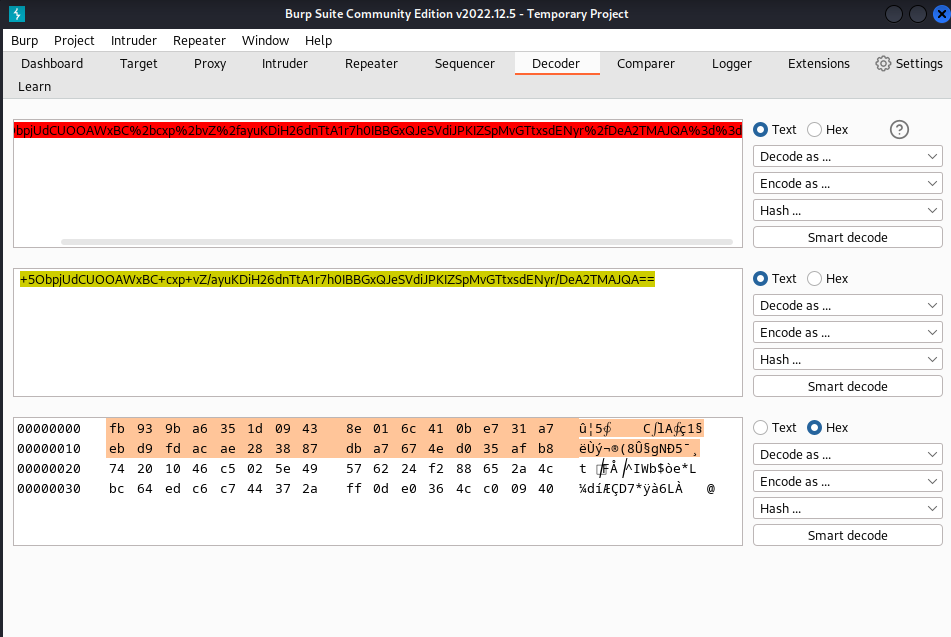 Burp Suite Community Edition v2022.12.5 - Temporary Project
Burp Project Intruder Repeater Window Help
Dashboard Target Proxy Intruder Repeater Sequencer Decoder Comparer Logger Extensions Settings
Learn
bpjUdCUOOAWxBC%2bcxp%2bvZ%2fayuKDiH26dnTtA1r7h0IBBGxQJeSVdiJPKIZSpMvGTtxsdENyr%2fDeA2TMAJQA%3d%3d
Text Hex ?
Decode as ...
Encode as ...
Hash ...
Smart decode
+5ObpjUdCUOOAWxBC+cxp+vZ/ayuKDiH26dnTtA1r7h0IBBGxQJeSVdiJPKIZSpMvGTtxsdENyr/DeA2TMAJQA==
Text Hex
Decode as ...
Encode as ...
Hash ...
Smart decode
00000000 fb 93 9b a6 35 1d 09 43 8e 01 6c 41 0b e7 31 a7
00000010 eb d9 fd ac ae 28 38 87 db a7 67 4e d0 35 af b8 ëÙý¬®(8Û§gNÐ5¯¸
00000020 74 20 10 46 c5 02 5e 49 57 62 24 f2 88 65 2a 4c
00000030 bc 64 ed c6 c7 44 37 2a ff 0d e0 36 4c c0 09 40 ¼díÆÇD7*ÿà6LÀ @
Text Hex
Decode as ...
Encode as ...
Hash ...
Smart decode